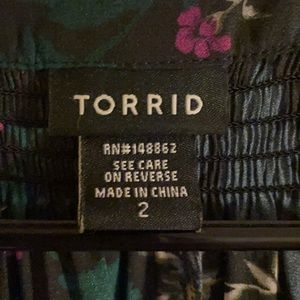 TORRID
RN#148862
SEE CARE
ON REVERSE
MADE IN CHINA
2